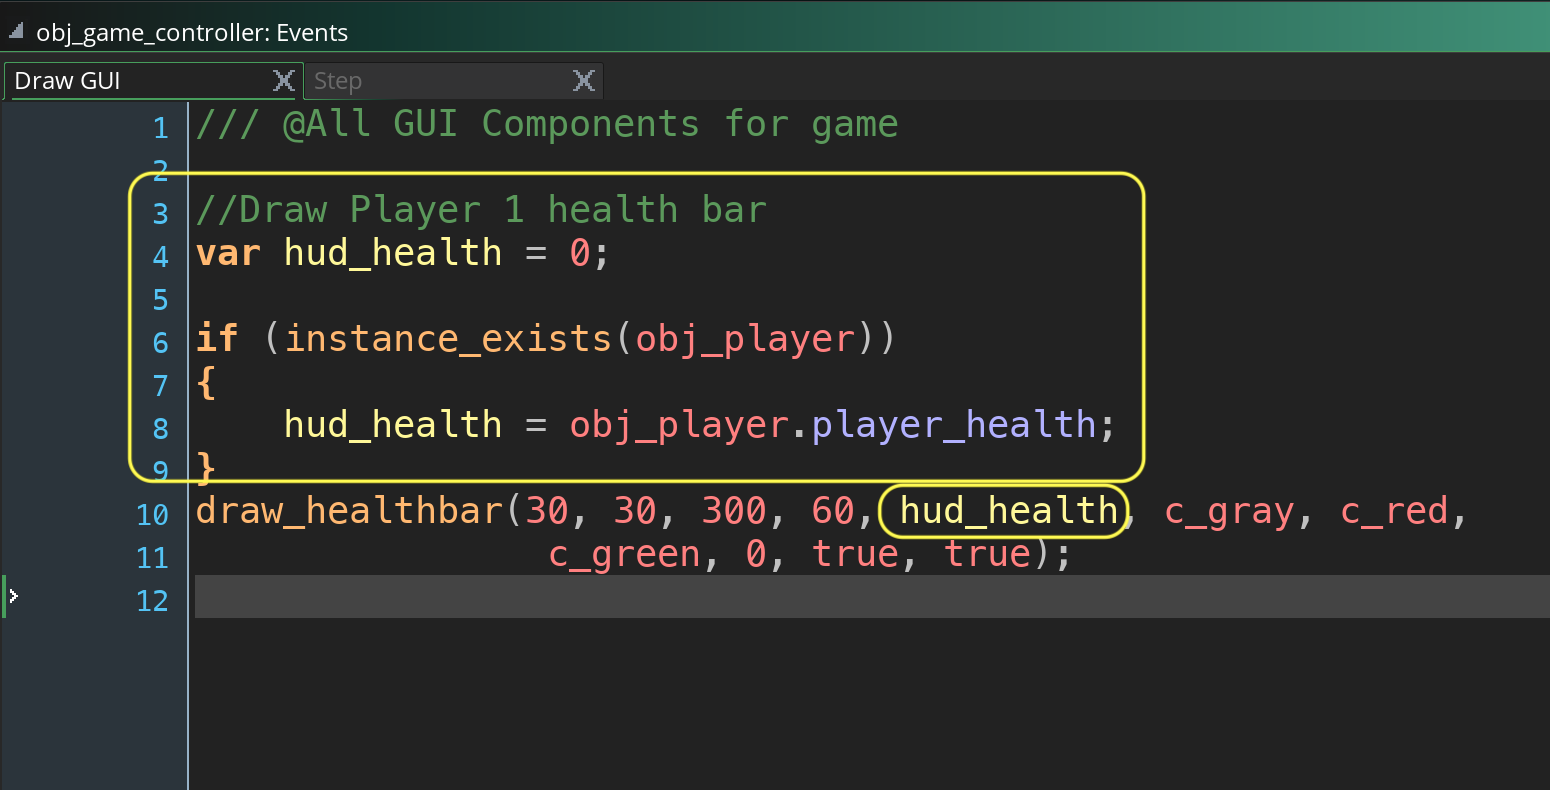 obj_game_controller: Events
Draw GUI Step
1 /// @All GUI Components for game
2
3 //Draw Player 1 health bar
4 var hud_health = 0;
5
6 if (instance_exists(obj_player))
7 {
8     hud_health = obj_player.player_health;
9 }
10 draw_healthbar(30, 30, 300, 60, hud_health, c_gray, c_red,
11                 c_green, 0, true, true);
12